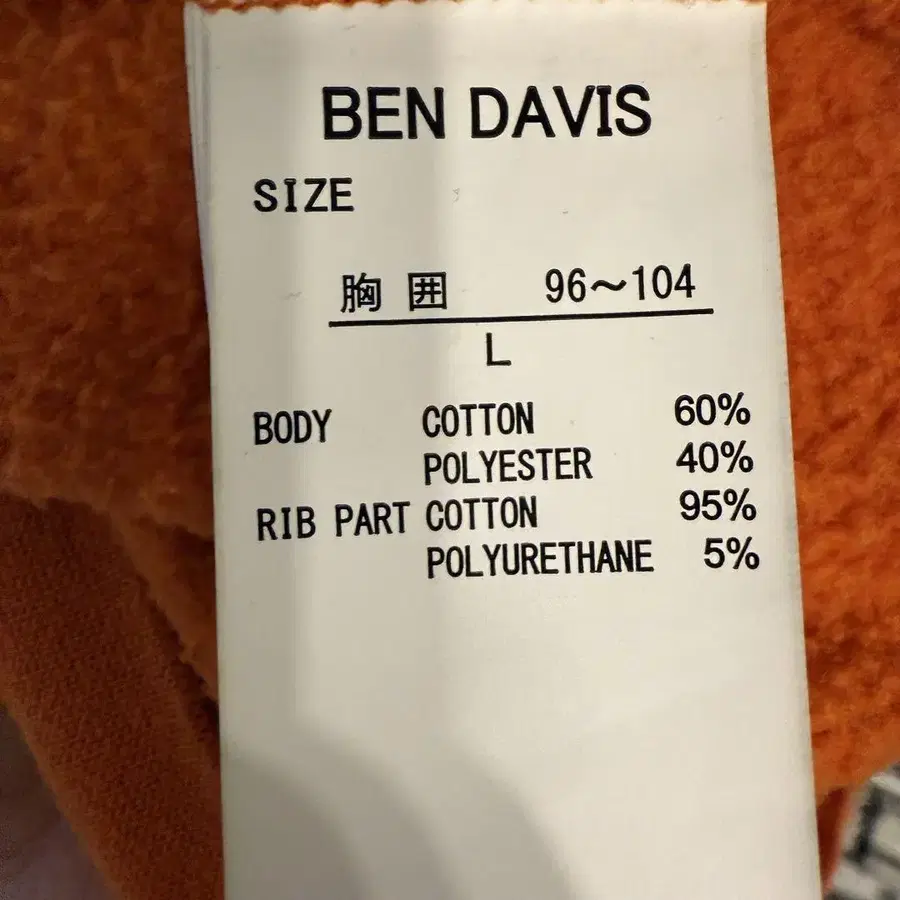 BEN DAVIS
SIZE
胸囲 96～104
L
BODY COTTON 60%
POLYESTER 40%
RIB PART COTTON 95%
POLYURETHANE 5%